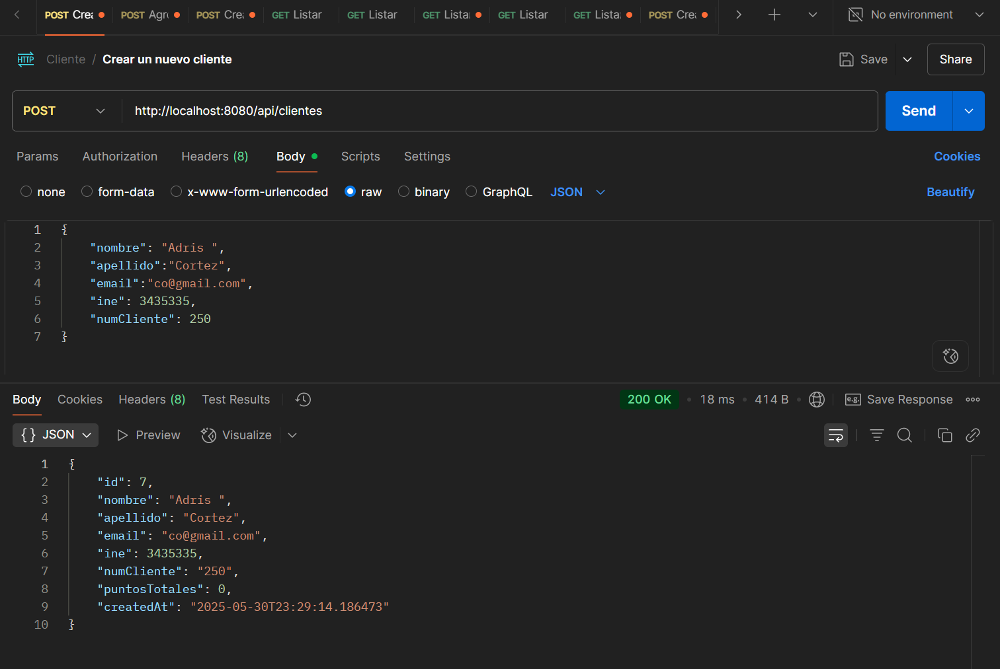 POST Crea POST Agre POST Crea GET Listar GET Listar GET Listar GET Listar GET Listar POST Crea No environment
HTTP Cliente / Crear un nuevo cliente Save Share
POST http://localhost:8080/api/clientes Send
Params Authorization Headers (8) Body Scripts Settings Cookies
none form-data x-www-form-urlencoded raw binary GraphQL JSON Beautify
1 {
2 "nombre": "Adris ",
3 "apellido":"Cortez",
4 "email":"co@gmail.com",
5 "ine": 3435335,
6 "numCliente": 250
7 }
Body Cookies Headers (8) Test Results 200 OK • 18 ms • 414 B • e.g. Save Response
{} JSON Preview Visualize
1 {
2 "id": 7,
3 "nombre": "Adris ",
4 "apellido": "Cortez",
5 "email": "co@gmail.com",
6 "ine": 3435335,
7 "numCliente": "250",
8 "puntosTotales": 0,
9 "createdAt": "2025-05-30T23:29:14.186473"
10 }